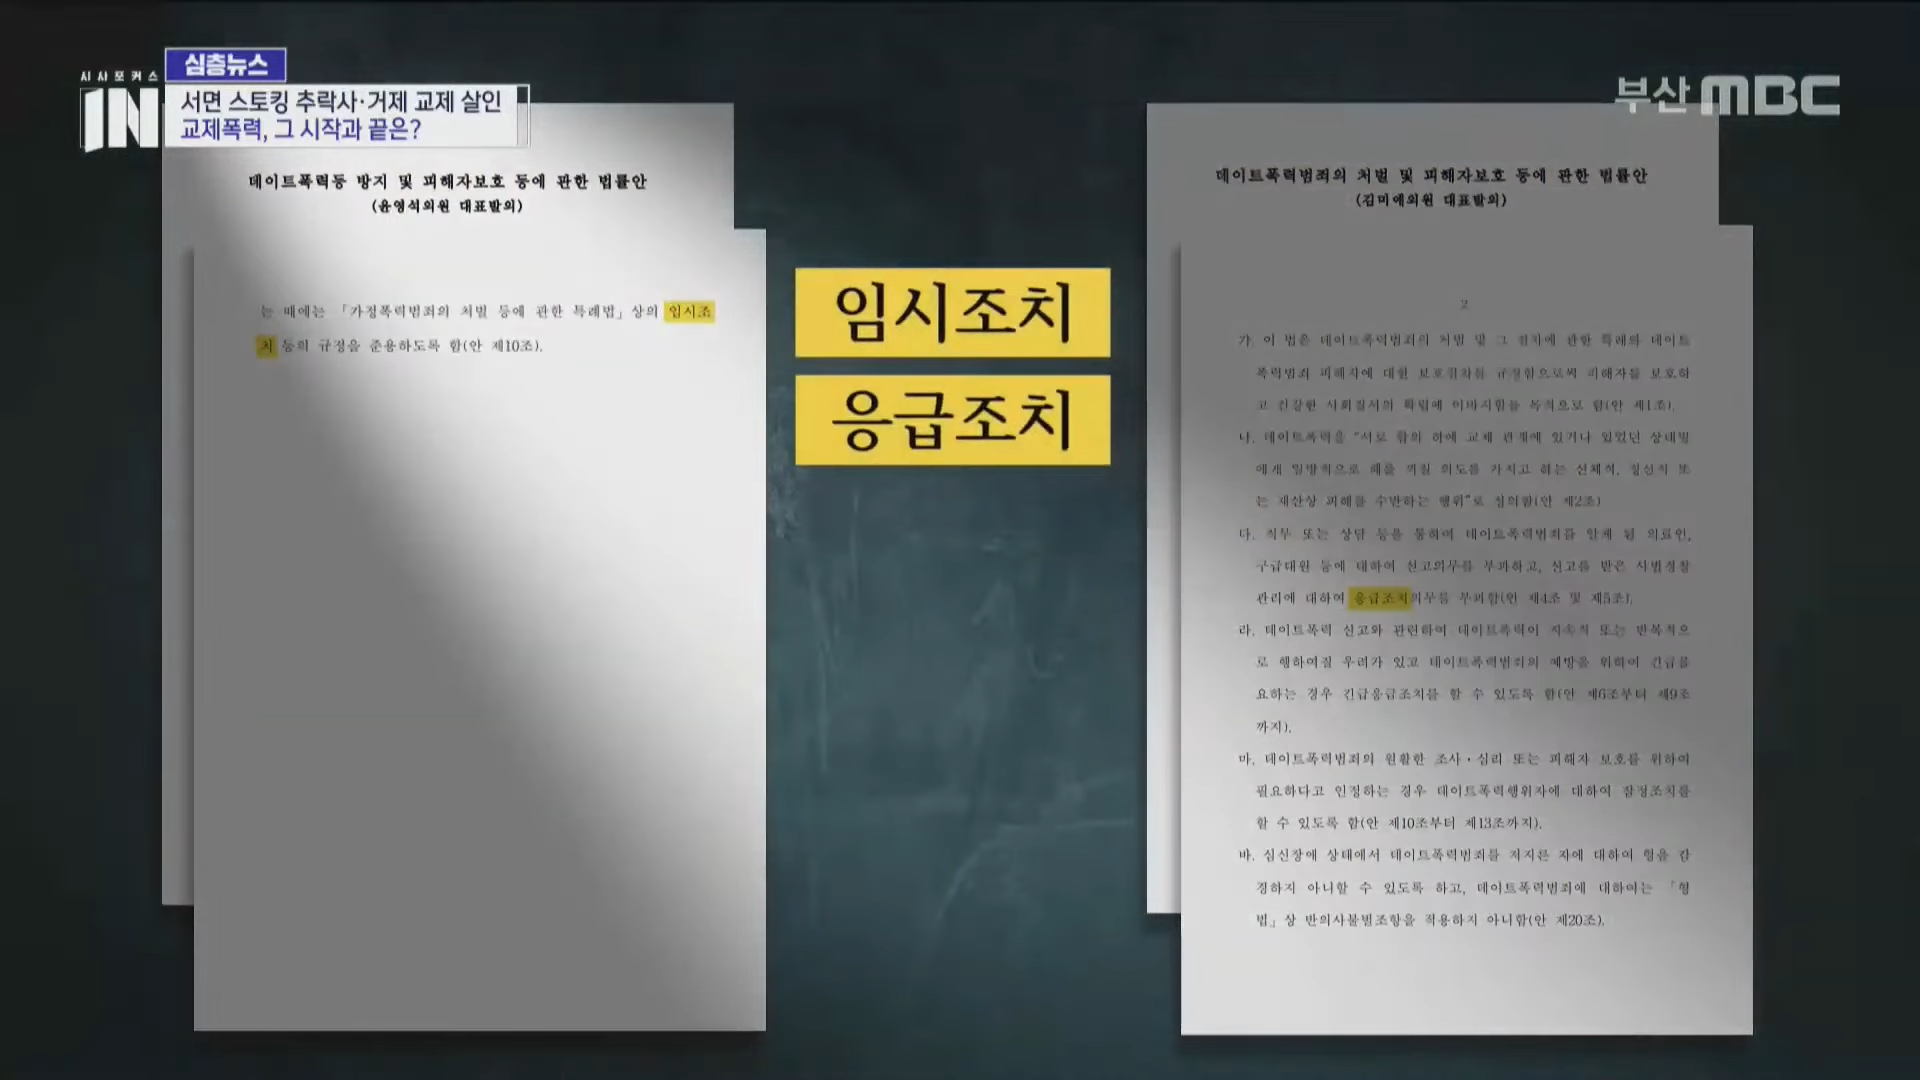 시사포커스
IN
심층뉴스
서면 스토킹 추락사·거제 교제 살인
교제폭력, 그 시작과 끝은?
부산MBC
데이트폭력등 방지 및 피해자보호 등에 관한 법률안
(윤영석의원 대표발의)
는 때에는 「가정폭력범죄의 처벌 등에 관한 특례법」상의 임시조
치 등의 규정을 준용하도록 함(안 제10조).
임시조치
응급조치
데이트폭력범죄의 처벌 및 피해자보호 등에 관한 법률안
(김미애의원 대표발의)
2
가. 이 법은 데이트폭력범죄의 처벌 및 그 절차에 관한 특례와 데이트
폭력범죄 피해자에 대한 보호절차를 규정함으로써 피해자를 보호하
고 건강한 사회질서의 확립에 이바지함을 목적으로 함(안 제1조).
나. 데이트폭력을 "서로 합의 하에 교제 관계에 있거나 있었던 상대방
에게 일방적으로 해를 끼칠 의도를 가지고 하는 신체적, 정신적 또
는 재산상 피해를 수반하는 행위"로 정의함(안 제2조)
다. 직무 또는 상담 등을 통하여 데이트폭력범죄를 알게 된 의료인,
구급대원 등에 대하여 신고의무를 부과하고, 신고를 받은 사법경찰
관리에 대하여 응급조치의무를 부과함(안 제4조 및 제5조).
라. 데이트폭력 신고와 관련하여 데이트폭력이 지속적 또는 반복적으
로 행하여질 우려가 있고 데이트폭력범죄의 예방을 위하여 긴급을
요하는 경우 긴급응급조치를 할 수 있도록 함(안 제6조부터 제9조
까지).
마. 데이트폭력범죄의 원활한 조사·심리 또는 피해자 보호를 위하여
필요하다고 인정하는 경우 데이트폭력행위자에 대하여 잠정조치를
할 수 있도록 함(안 제10조부터 제13조까지).
바. 심신장애 상태에서 데이트폭력범죄를 저지른 자에 대하여 형을 감
경하지 아니할 수 있도록 하고, 데이트폭력범죄에 대하여는 「형
법」상 반의사불벌조항을 적용하지 아니함(안 제20조).